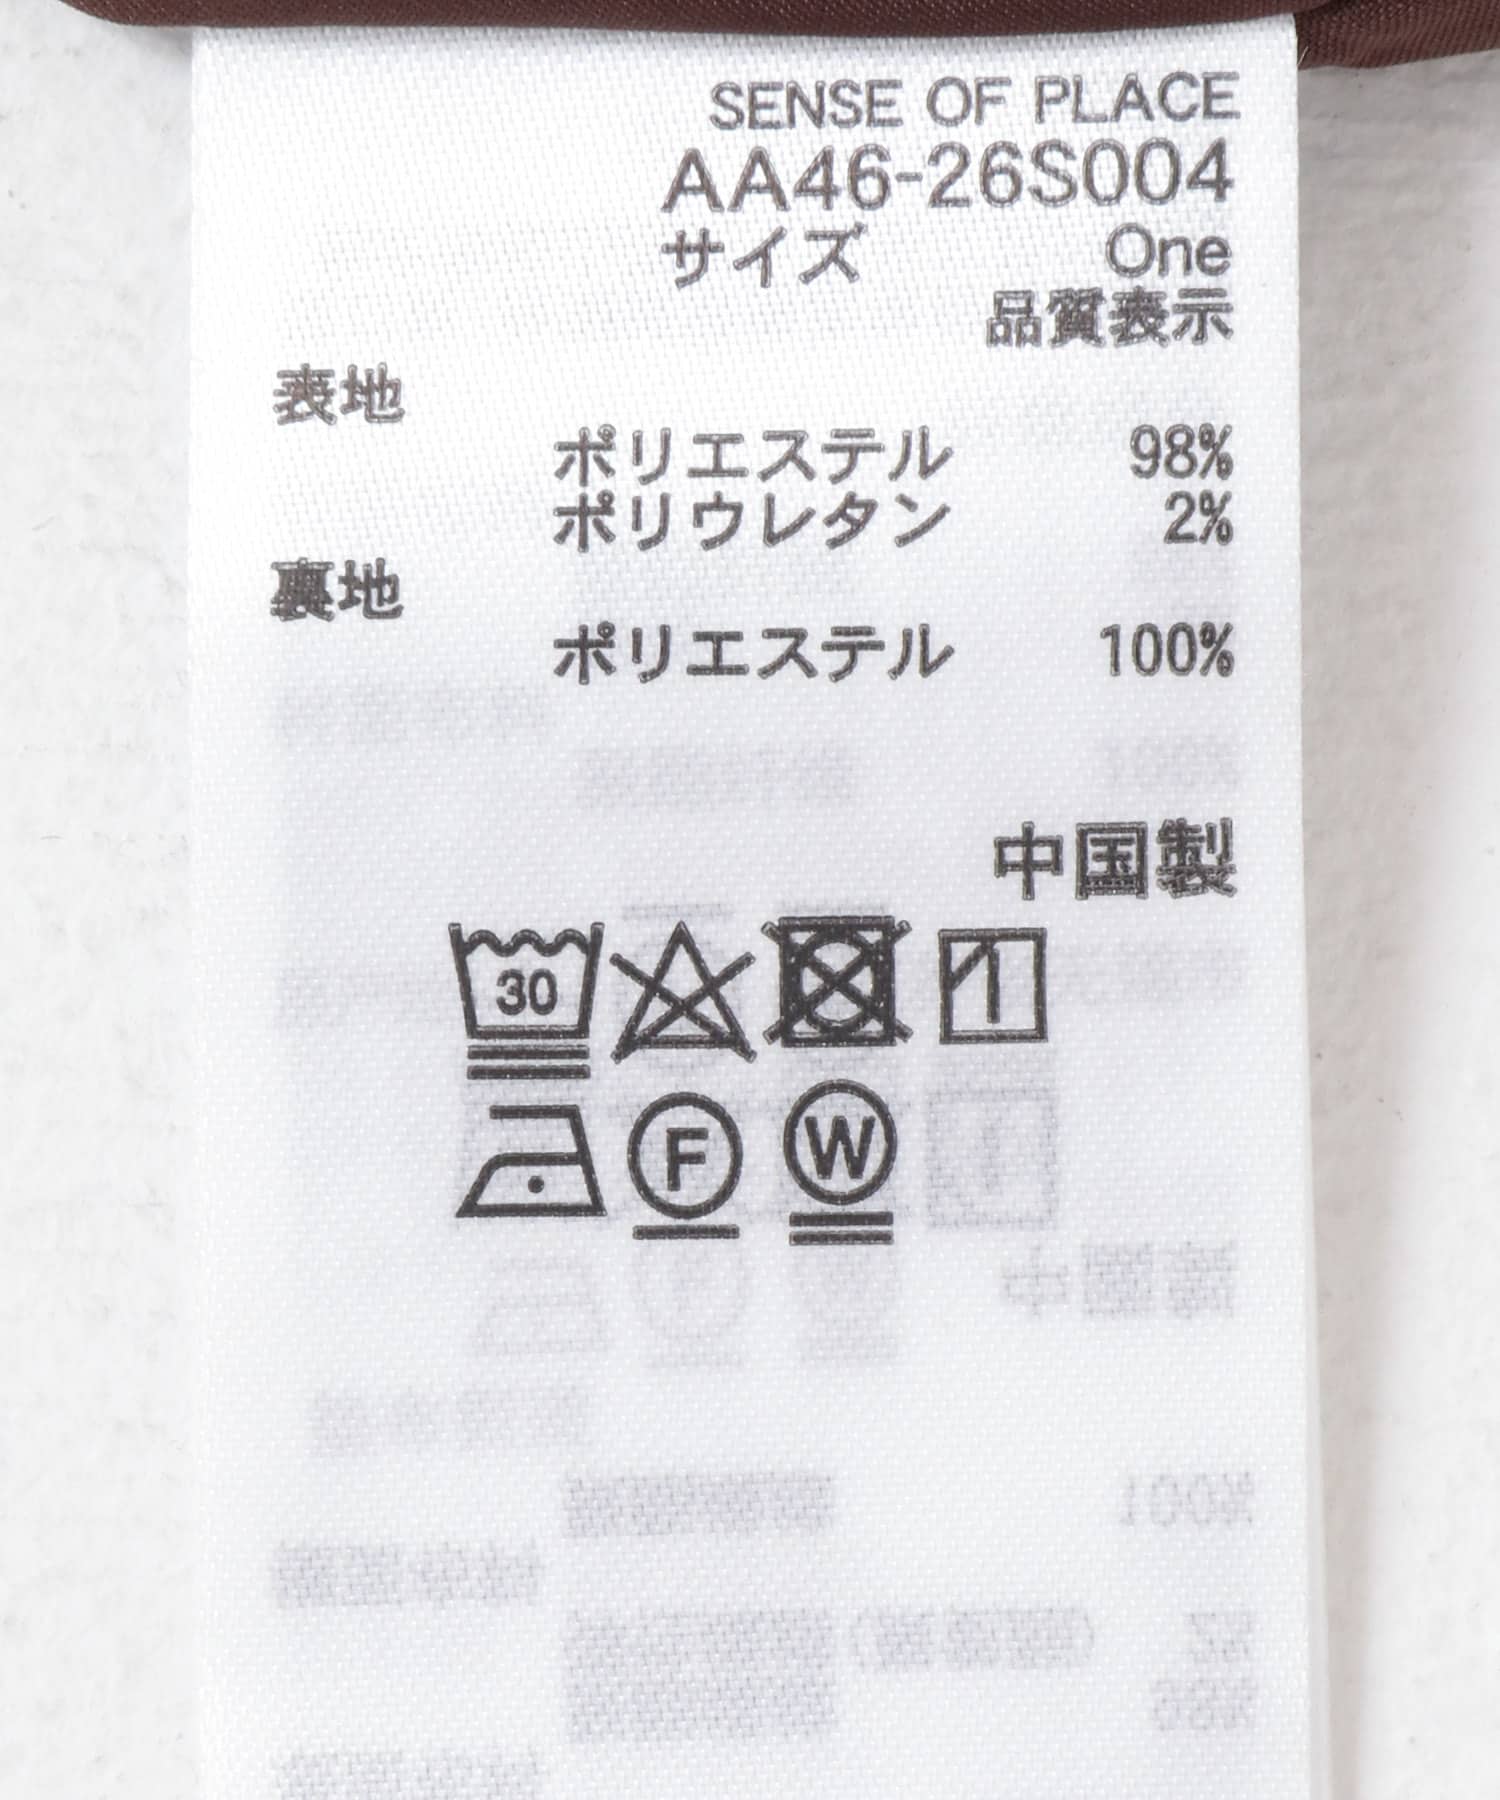 SENSE OF PLACE
AA46-26S004
サイズ One
品質表示
表地
ポリエステル 98%
ポリウレタン 2%
裏地
ポリエステル 100%
中国製
30
F W